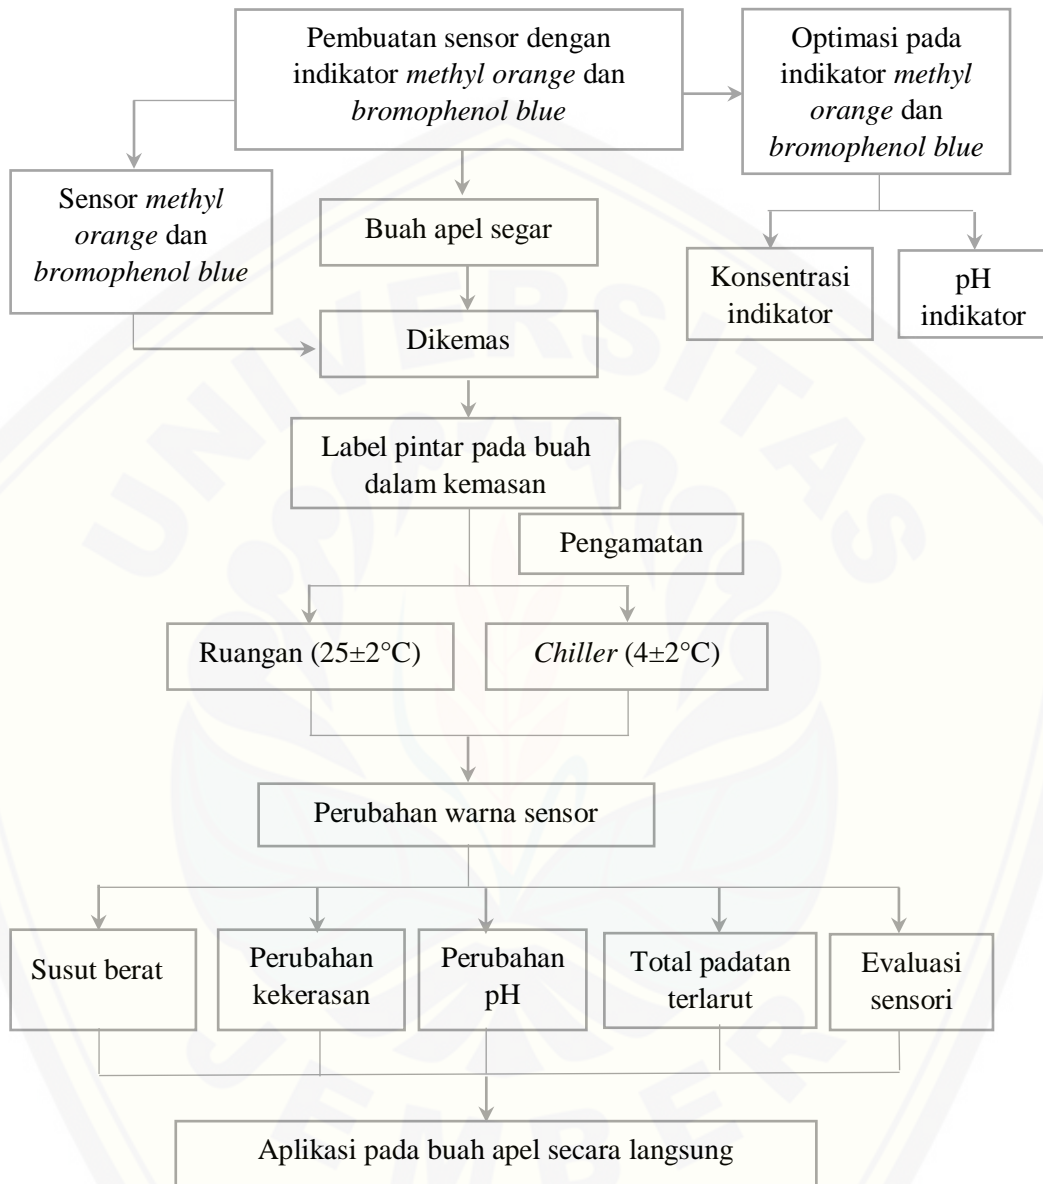 Pembuatan sensor dengan
indikator methyl orange dan
bromophenol blue
Optimasi pada
indikator methyl
orange dan
bromophenol blue
Sensor methyl
orange dan
bromophenol blue
Buah apel segar
Konsentrasi
indikator
pH
indikator
Dikemas
Label pintar pada buah
dalam kemasan
Pengamatan
Ruangan (25±2°C)
Chiller (4±2°C)
Perubahan warna sensor
Susut berat
Perubahan
kekerasan
Perubahan
pH
Total padatan
terlarut
Evaluasi
sensori
Aplikasi pada buah apel secara langsung
UNIVERSITAS
JEMBER